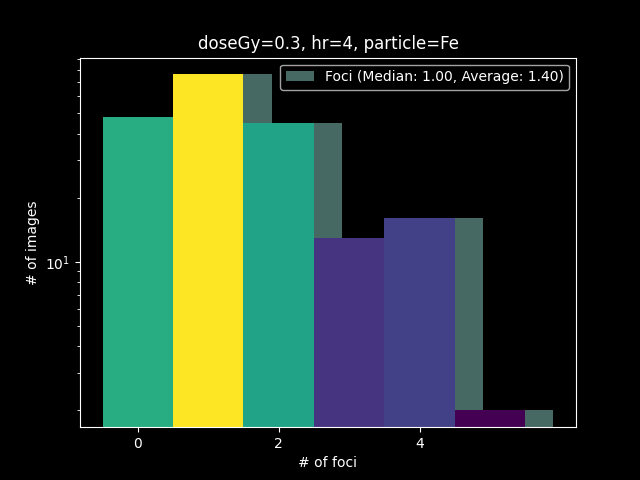 doseGy=0.3, hr=4, particle=Fe
Foci (Median: 1.00, Average: 1.40)
# of images
10¹
0 2 4
# of foci